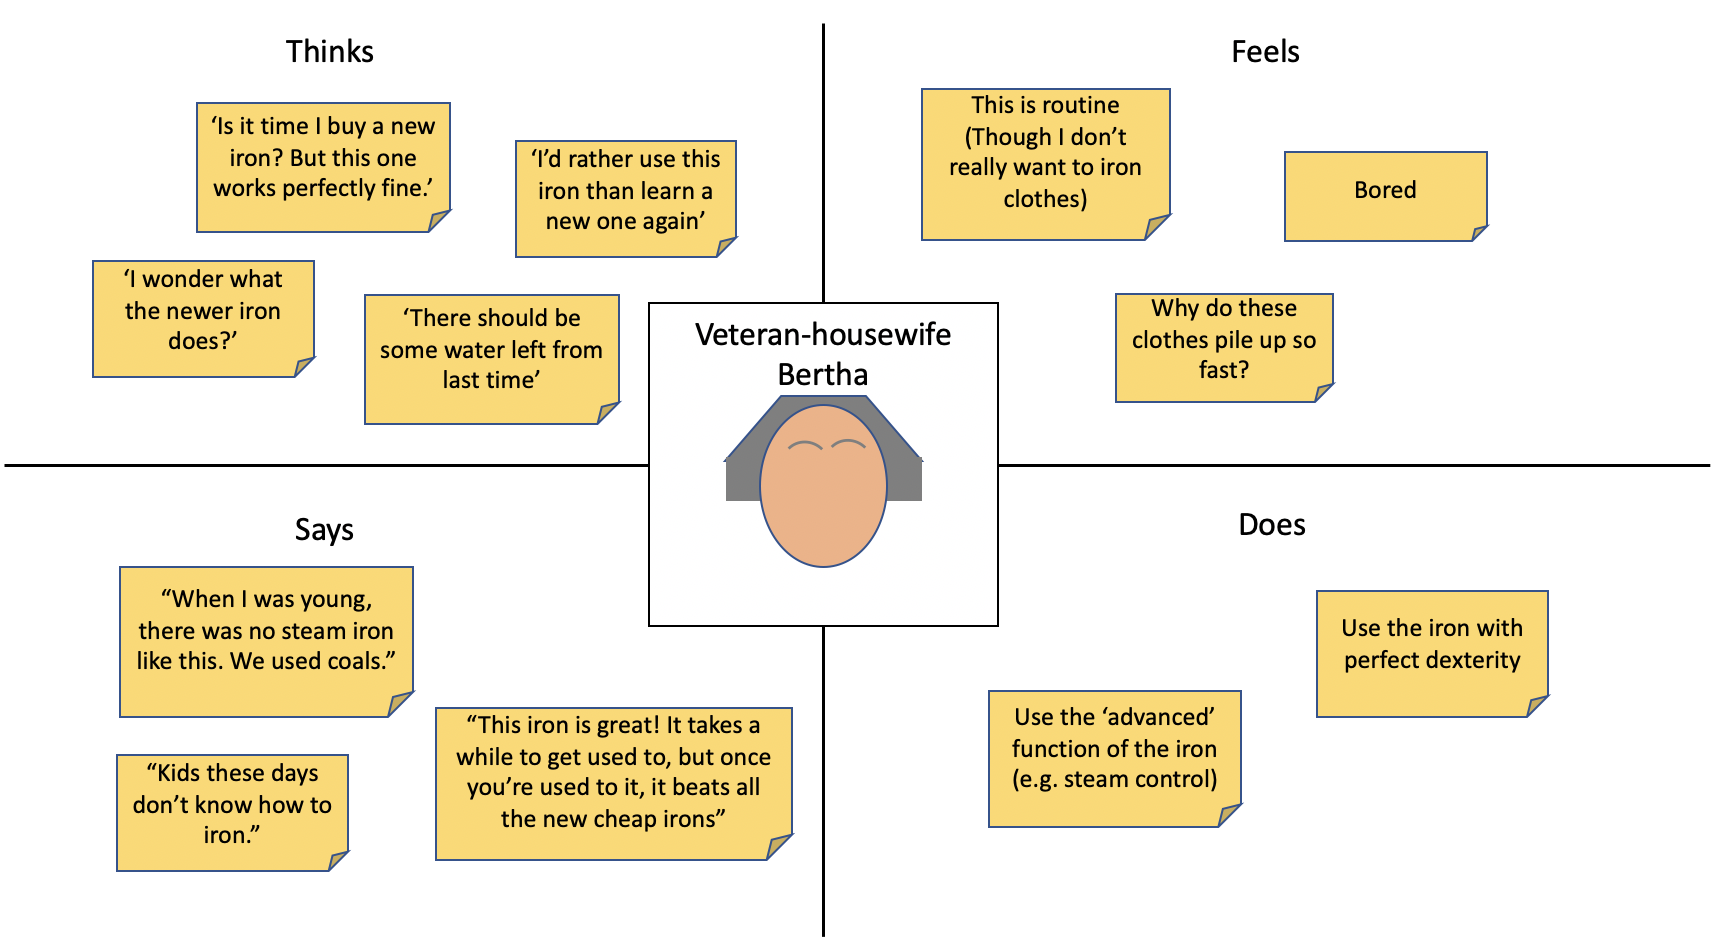 Thinks
‘Is it time I buy a new
iron? But this one
works perfectly fine.’
‘I’d rather use this
iron than learn a
new one again’
‘I wonder what
the newer iron
does?’
‘There should be
some water left from
last time’
Feels
This is routine
(Though I don’t
really want to iron
clothes)
Bored
Why do these
clothes pile up so
fast?
Veteran-housewife
Bertha
Says
“When I was young,
there was no steam iron
like this. We used coals.”
“Kids these days
don’t know how to
iron.”
“This iron is great! It takes a
while to get used to, but once
you’re used to it, it beats all
the new cheap irons”
Does
Use the iron with
perfect dexterity
Use the ‘advanced’
function of the iron
(e.g. steam control)